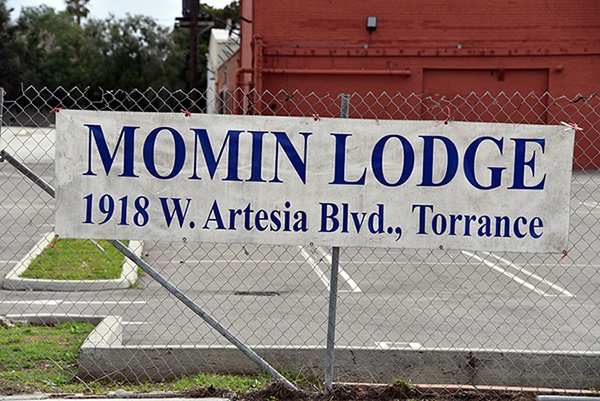 MOMIN LODGE
1918 W. Artesia Blvd., Torrance